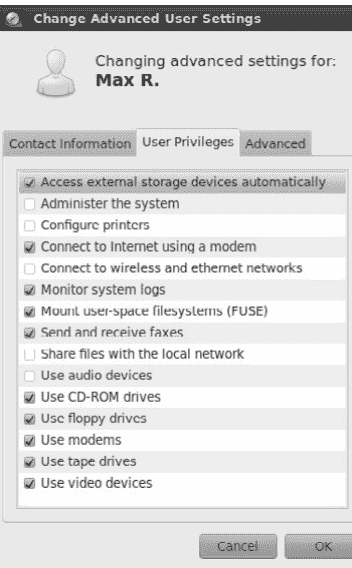 Change Advanced User Settings
Changing advanced settings for:
Max R.
Contact Information User Privileges Advanced
Access external storage devices automatically
Administer the system
Configure printers
Connect to Internet using a modem
Connect to wireless and ethernet networks
Monitor system logs
Mount user-space filesystems (FUSE)
Send and receive faxes
Share files with the local network
Use audio devices
Use CD-ROM drives
Use floppy drives
Use modems
Use tape drives
Use video devices
Cancel OK